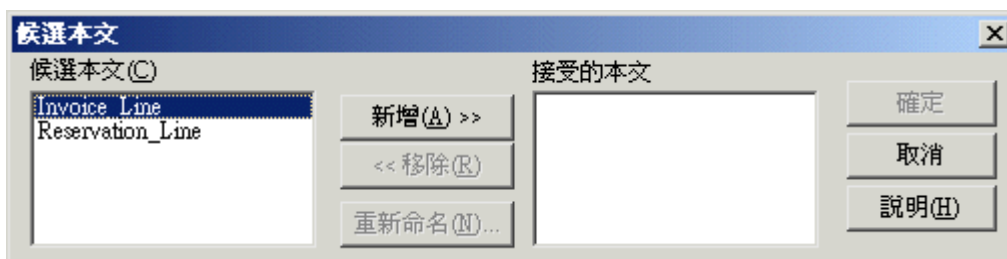 候選本文
候選本文(C)
Invoice_Line
Reservation_Line
新增(A) >>
<< 移除(R)
重新命名(N)...
接受的本文
確定
取消
說明(H)